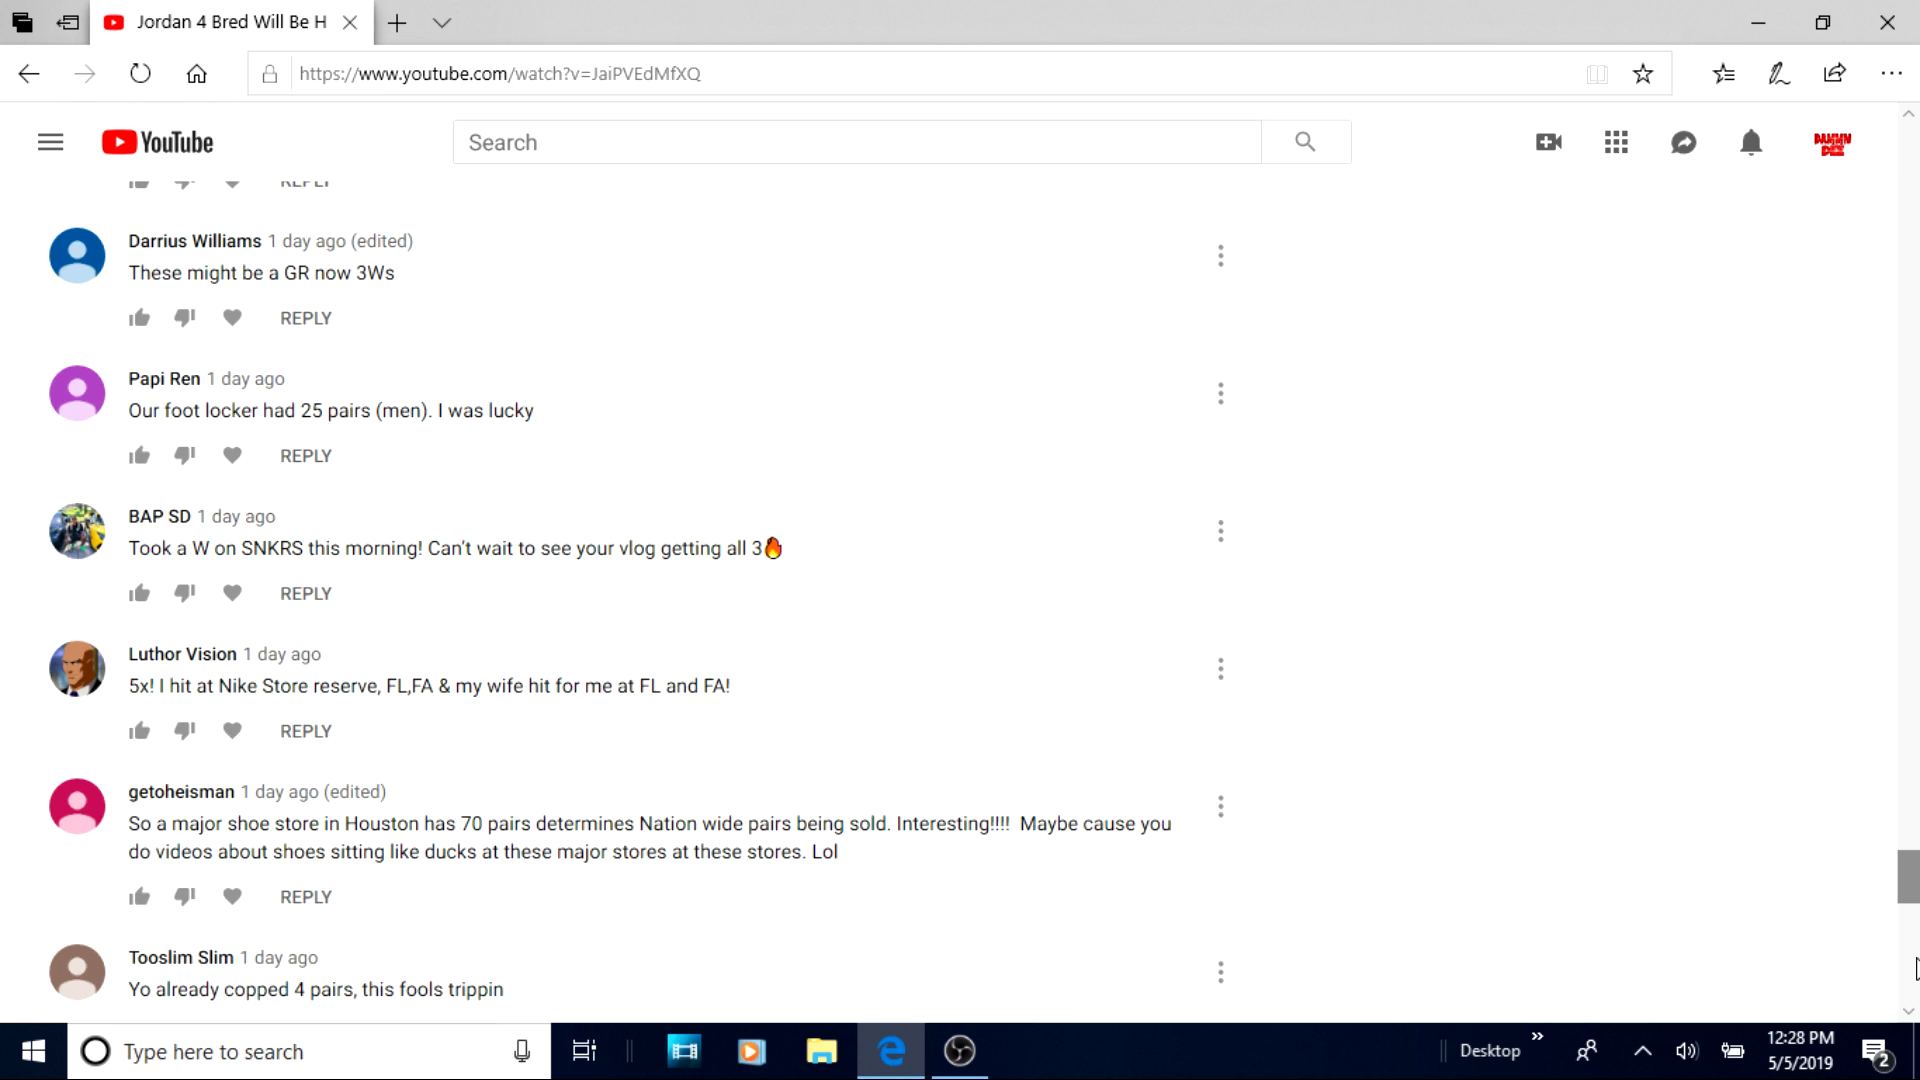 Jordan 4 Bred Will Be H
https://www.youtube.com/watch?v=JaiPVEdMfXQ
YouTube
Search
DAMMN
DEE
REPLY
Darrius Williams 1 day ago (edited)
These might be a GR now 3Ws
REPLY
Papi Ren 1 day ago
Our foot locker had 25 pairs (men). I was lucky
REPLY
BAP SD 1 day ago
Took a W on SNKRS this morning! Can't wait to see your vlog getting all 3🔥
REPLY
Luthor Vision 1 day ago
5x! I hit at Nike Store reserve, FL,FA & my wife hit for me at FL and FA!
REPLY
getoheisman 1 day ago (edited)
So a major shoe store in Houston has 70 pairs determines Nation wide pairs being sold. Interesting!!!!  Maybe cause you
do videos about shoes sitting like ducks at these major stores at these stores. Lol
REPLY
Tooslim Slim 1 day ago
Yo already copped 4 pairs, this fools trippin
Type here to search
Desktop
12:28 PM
5/5/2019
2